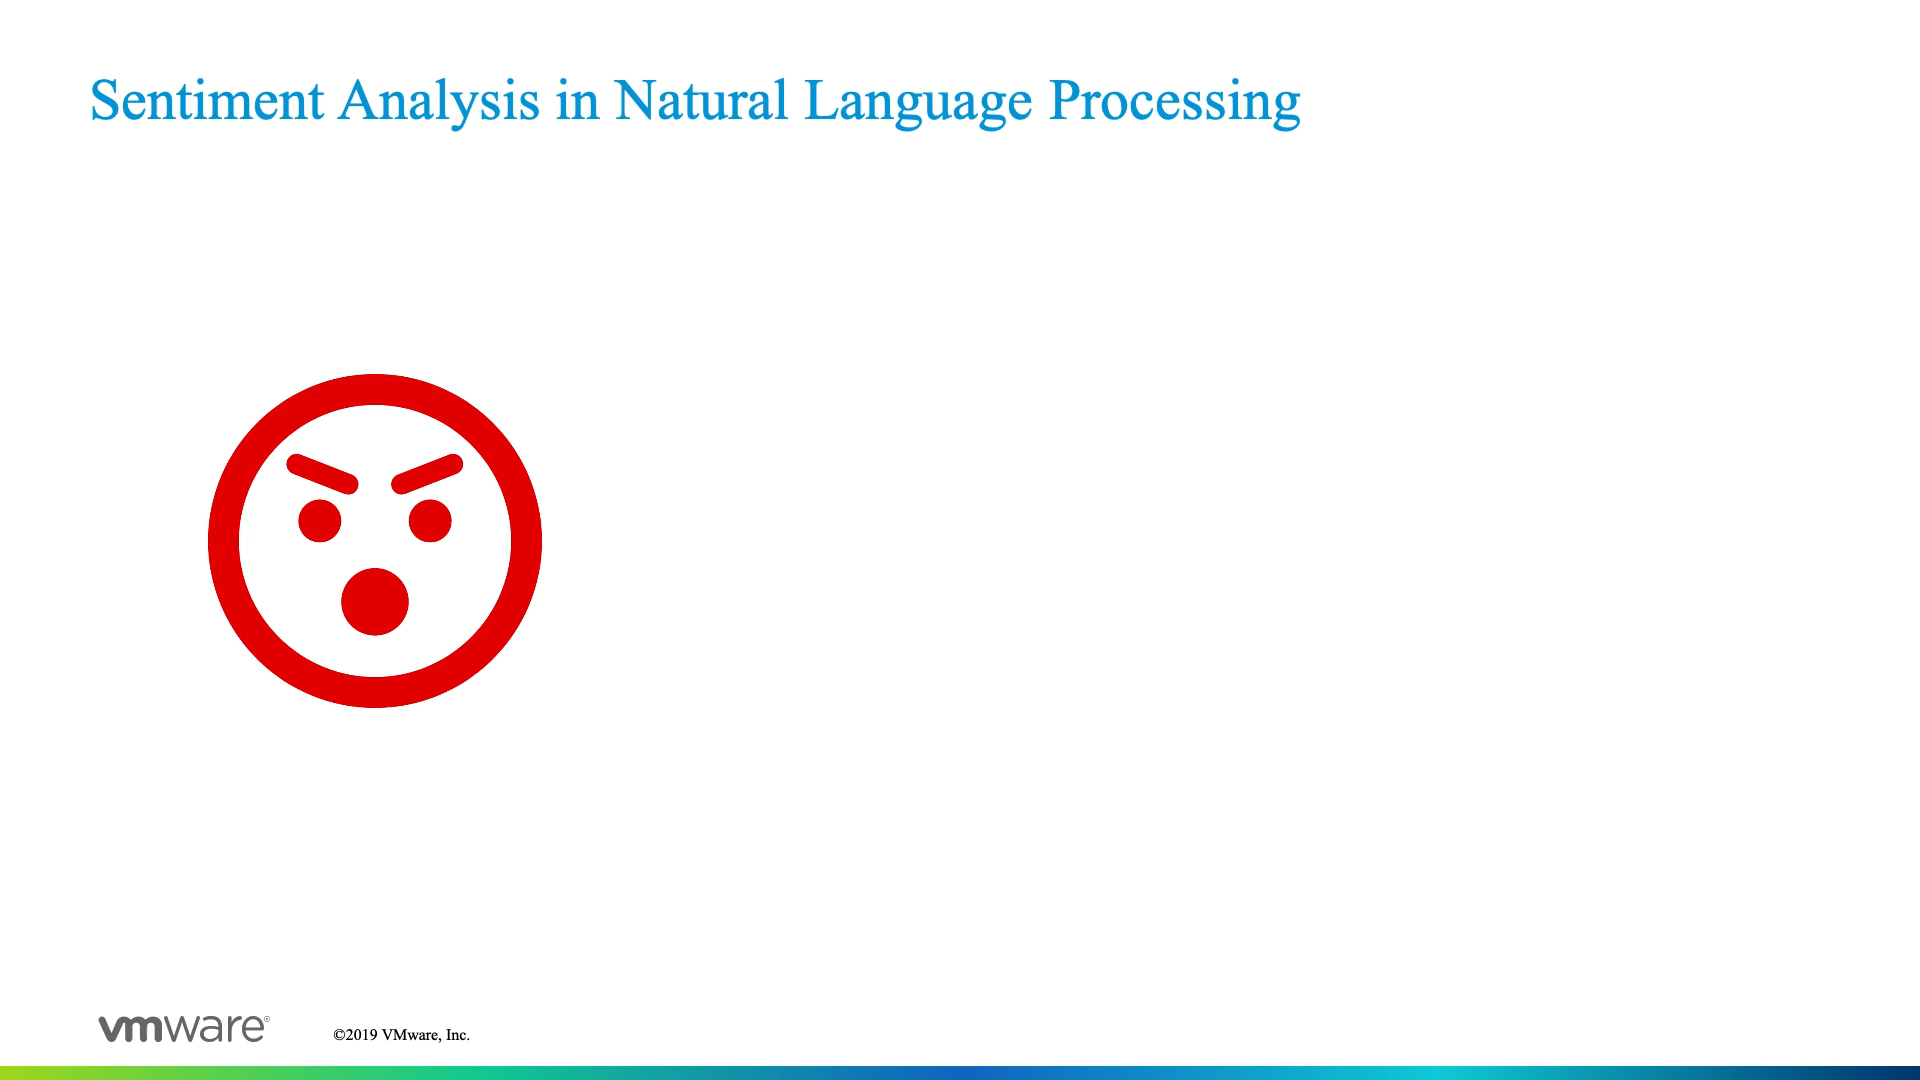 Sentiment Analysis in Natural Language Processing
vmware®
©2019 VMware, Inc.